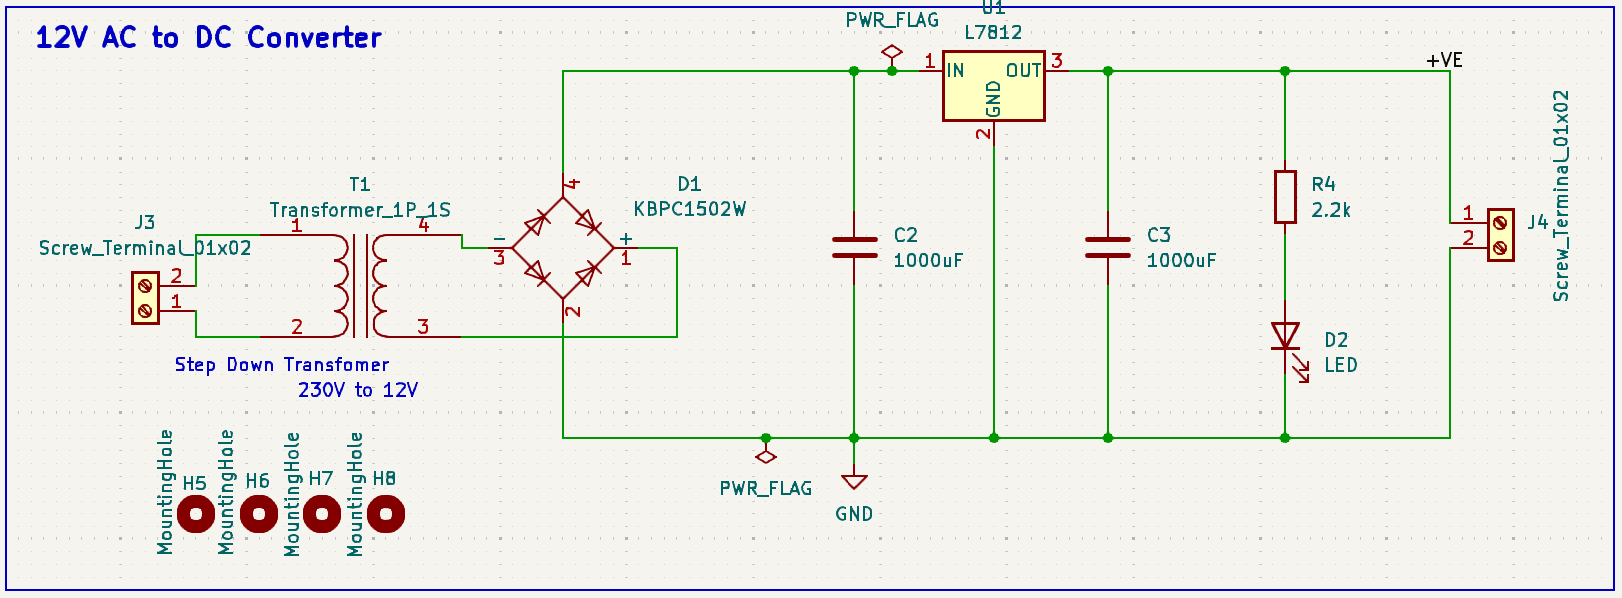 12V AC to DC Converter
PWR_FLAG
U1
L7812
1
IN
OUT
3
GND
2
+VE
J3
Screw_Terminal_01x02
2
1
T1
Transformer_1P_1S
1
4
2
3
Step Down Transfomer
230V to 12V
D1
KBPC1502W
4
-
3
+
1
2
C2
1000uF
C3
1000uF
R4
2.2k
D2
LED
1
2
J4
Screw_Terminal_01x02
PWR_FLAG
GND
MountingHole
H5
MountingHole
H6
MountingHole
H7
MountingHole
H8